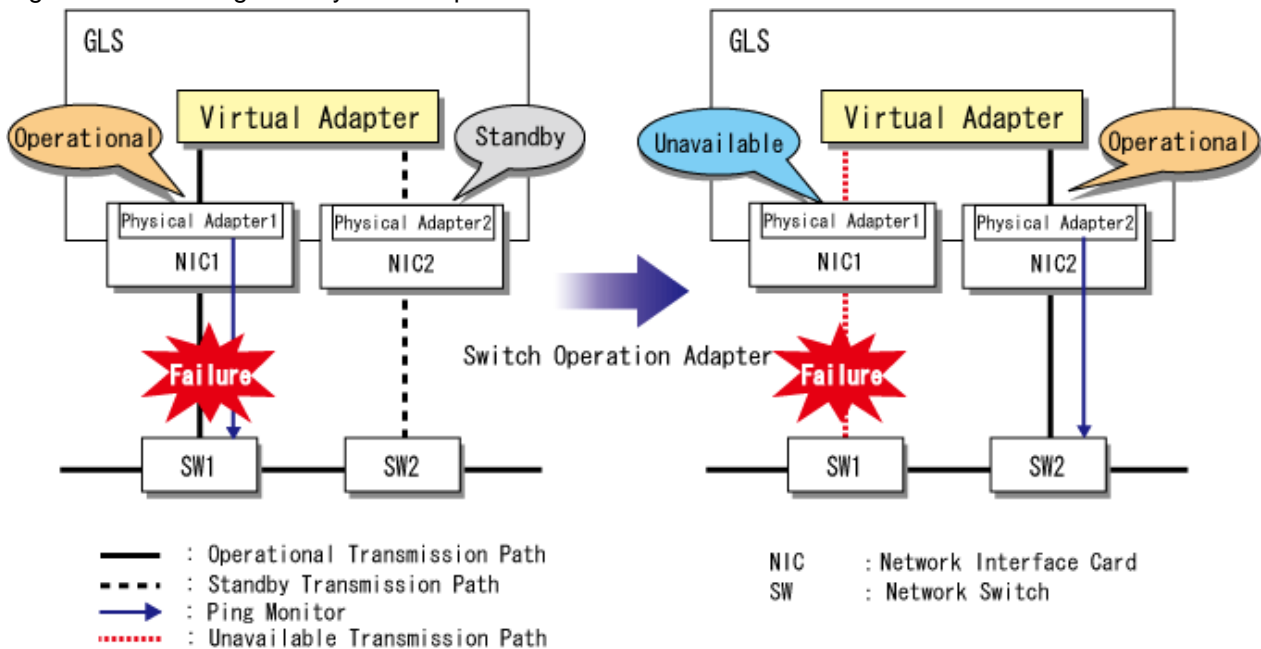 GLS
Virtual Adapter
Operational
Standby
Physical Adapter1
Physical Adapter2
NIC1
NIC2
Failure
SW1
SW2
Switch Operation Adapter
GLS
Virtual Adapter
Unavailable
Operational
Physical Adapter1
Physical Adapter2
NIC1
NIC2
Failure
SW1
SW2
: Operational Transmission Path
: Standby Transmission Path
: Ping Monitor
: Unavailable Transmission Path
NIC : Network Interface Card
SW : Network Switch